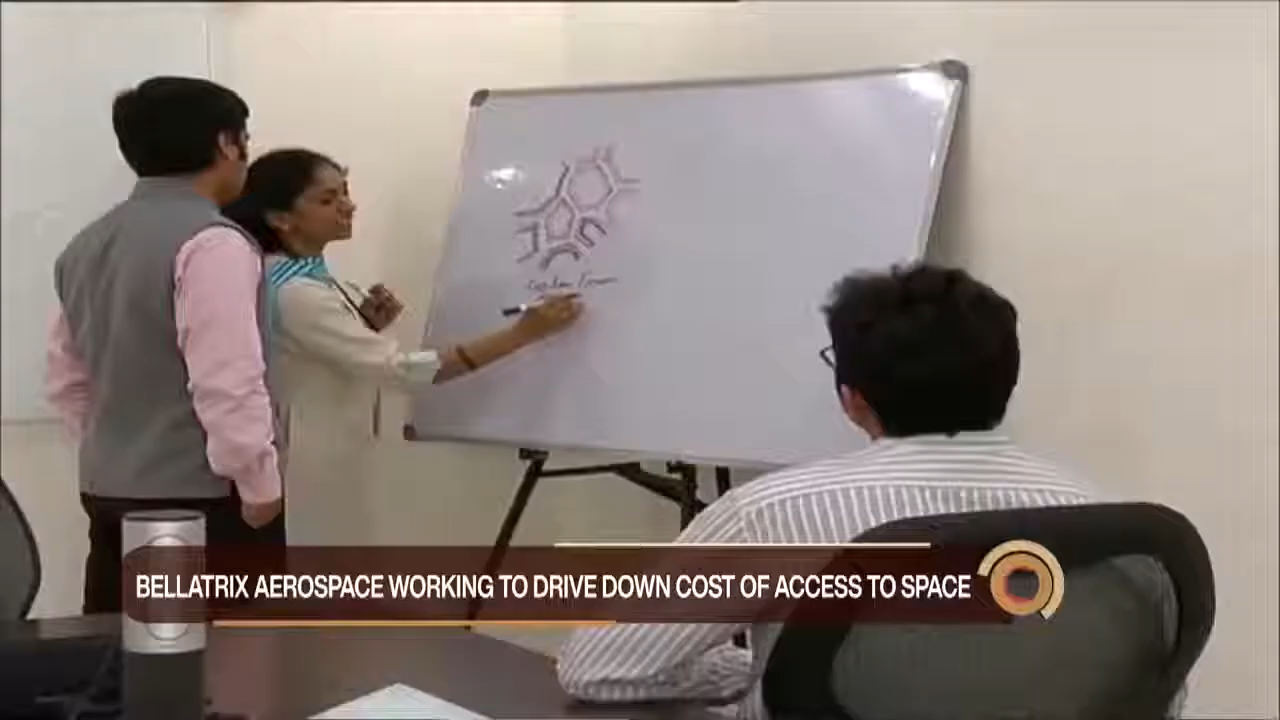 BELLATRIX AEROSPACE WORKING TO DRIVE DOWN COST OF ACCESS TO SPACE